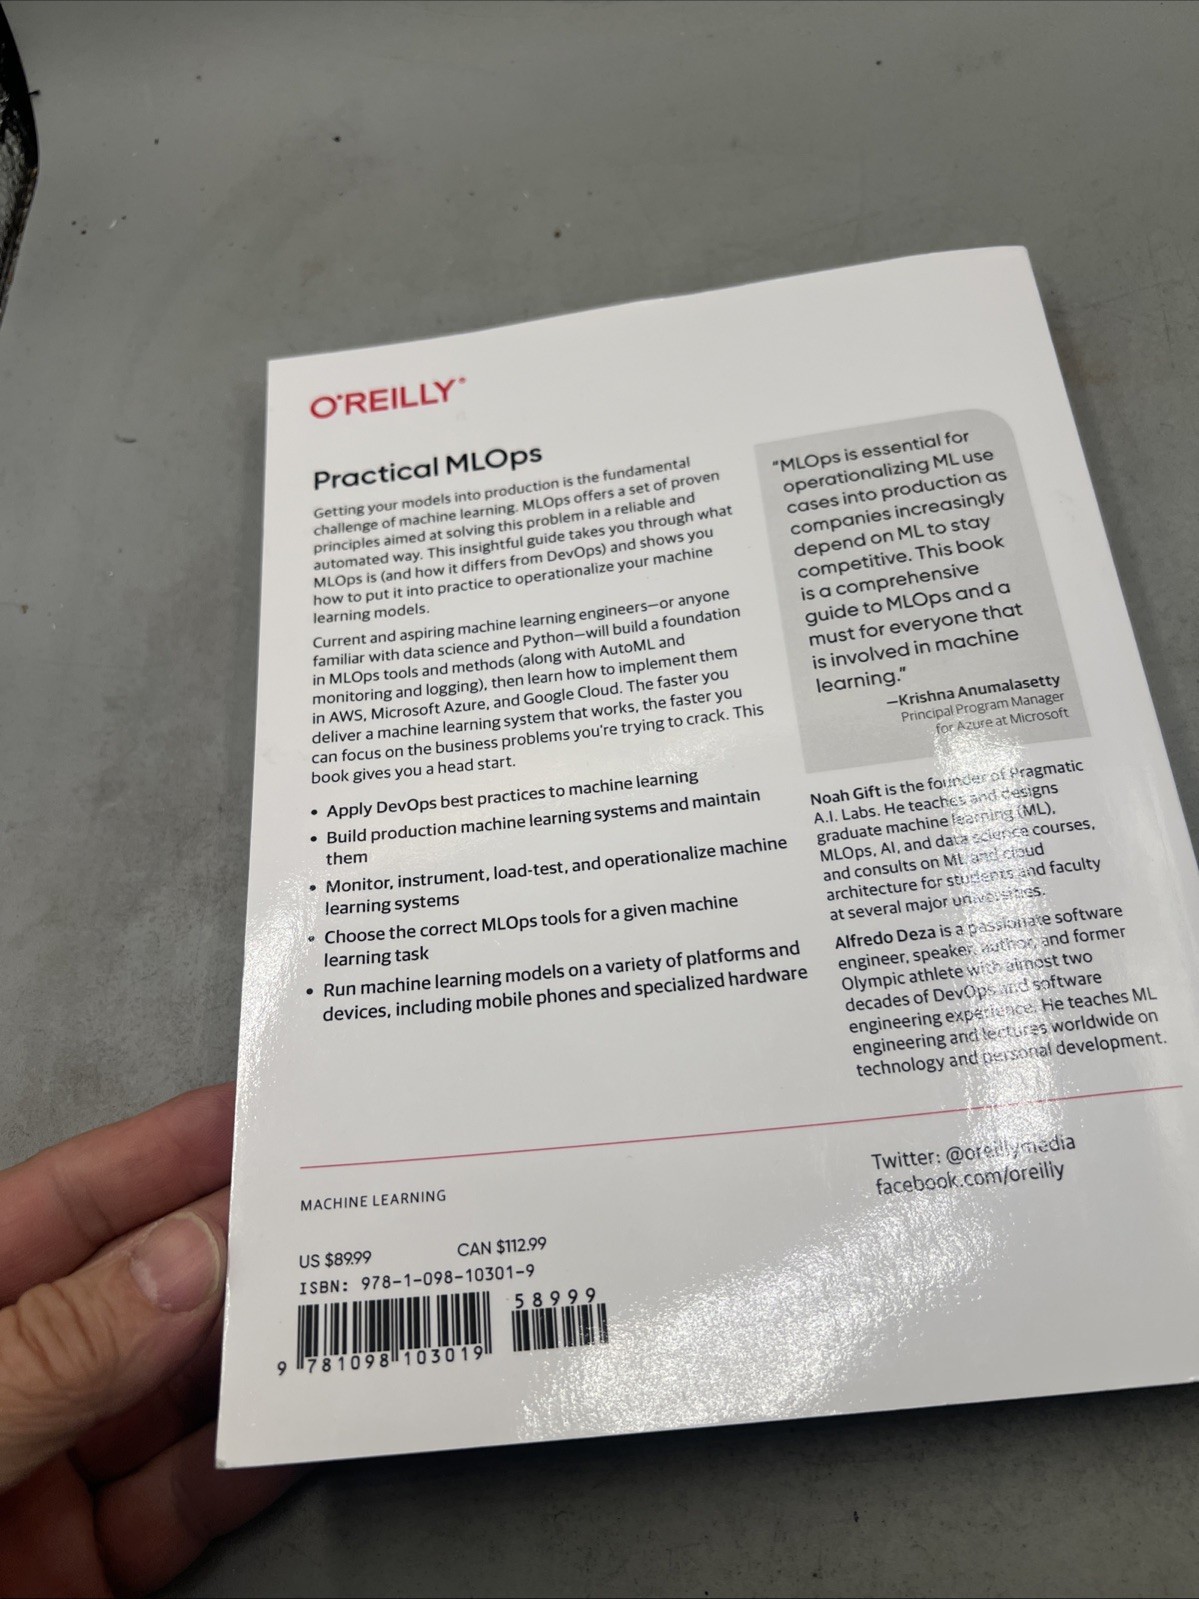 O'REILLY®
Practical MLOps
Getting your models into production is the fundamental
challenge of machine learning. MLOps offers a set of proven
principles aimed at solving this problem in a reliable and
automated way. This insightful guide takes you through what
MLOps is (and how it differs from DevOps) and shows you
how to put it into practice to operationalize your machine
learning models.
Current and aspiring machine learning engineers—or anyone
familiar with data science and Python—will build a foundation
in MLOps tools and methods (along with AutoML and
monitoring and logging), then learn how to implement them
in AWS, Microsoft Azure, and Google Cloud. The faster you
deliver a machine learning system that works, the faster you
can focus on the business problems you're trying to crack. This
book gives you a head start.
• Apply DevOps best practices to machine learning
• Build production machine learning systems and maintain
them
• Monitor, instrument, load-test, and operationalize machine
learning systems
• Choose the correct MLOps tools for a given machine
learning task
• Run machine learning models on a variety of platforms and
devices, including mobile phones and specialized hardware
"MLOps is essential for
operationalizing ML use
cases into production as
companies increasingly
depend on ML to stay
competitive. This book
is a comprehensive
guide to MLOps and a
must for everyone that
is involved in machine
learning."
—Krishna Anumalasetty
Principal Program Manager
for Azure at Microsoft
Noah Gift is the founder of Pragmatic
A.I. Labs. He teaches and designs
graduate machine learning (ML),
MLOps, AI, and data science courses,
and consults on ML and cloud
architecture for students and faculty
at several major universities.
Alfredo Deza is a passionate software
engineer, speaker, author, and former
Olympic athlete with almost two
decades of DevOps and software
engineering experience. He teaches ML
engineering and lectures worldwide on
technology and personal development.
MACHINE LEARNING
US $89.99 CAN $112.99
ISBN: 978-1-098-10301-9
58999
9 781098 103019
Twitter: @oreillymedia
facebook.com/oreilly